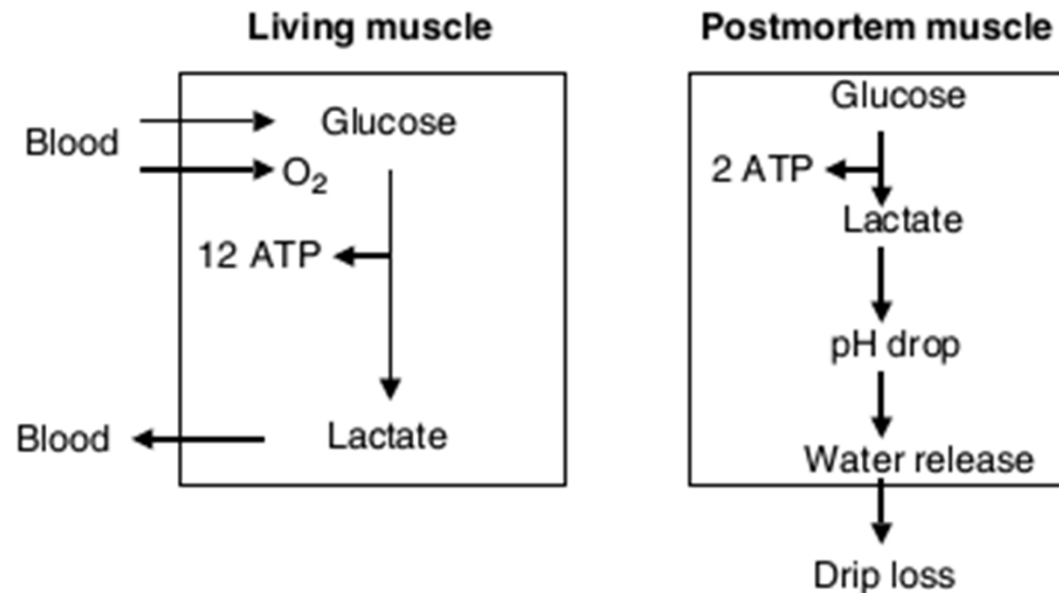 Living muscle
Blood
Glucose
O₂
12 ATP
Blood
Lactate
Postmortem muscle
Glucose
2 ATP
Lactate
pH drop
Water release
Drip loss